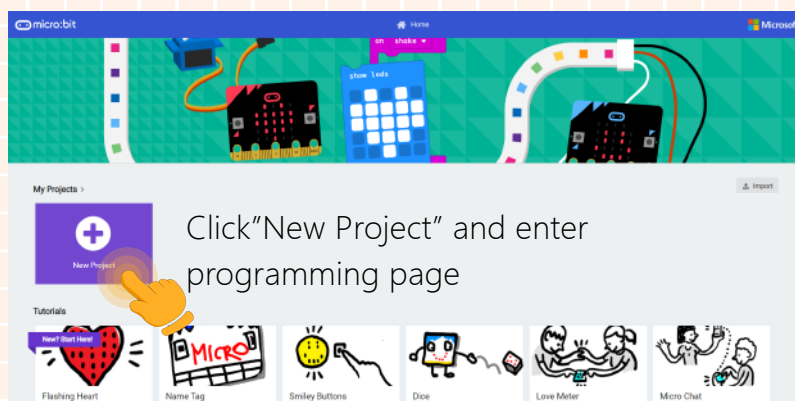 micro:bit
Home
Microsof
on shake
show leds
My Projects >
Import
New Project
Click"New Project" and enter
programming page
Tutorials
New? Start Here!
MICRO
Flashing Heart
Name Tag
Smiley Buttons
Dice
Love Meter
Micro Chat